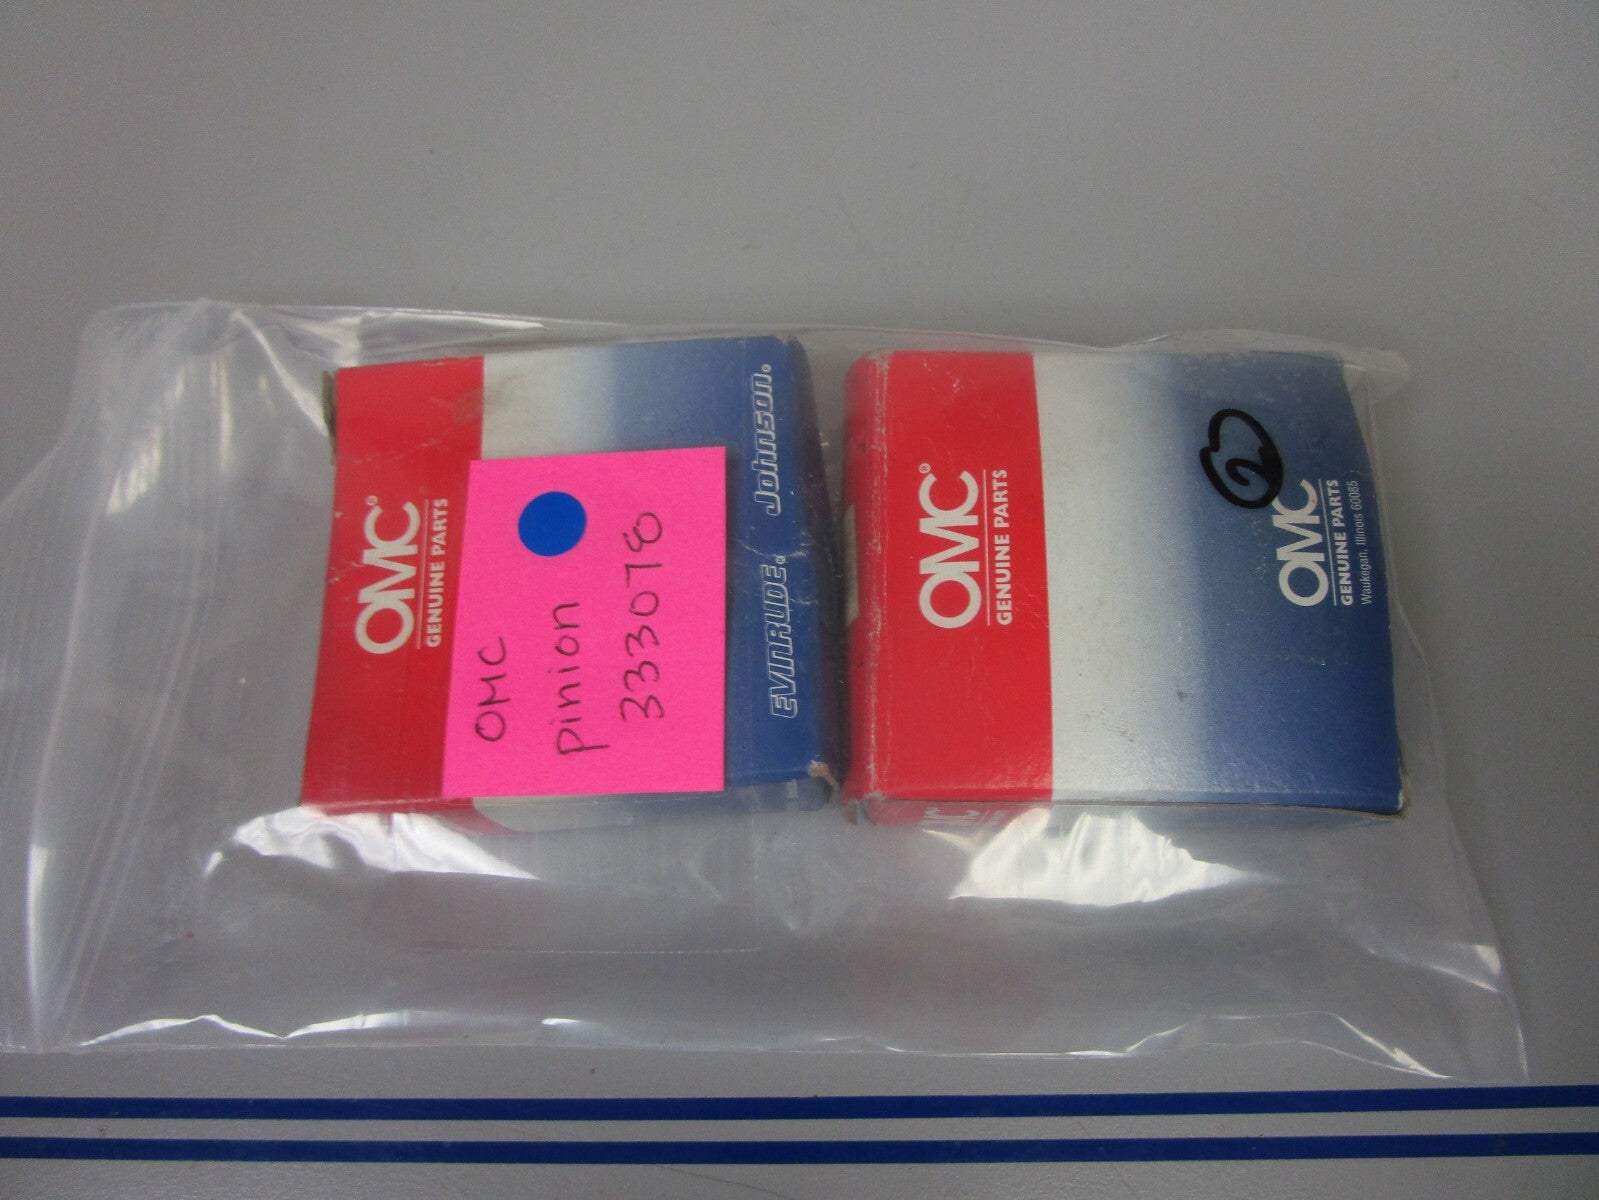 OMC®
GENUINE PARTS
OMC
pinion
333078
EVINRUDE® Johnson®
OMC®
GENUINE PARTS
2
OMC
GENUINE PARTS
Waukegan, Illinois 60085